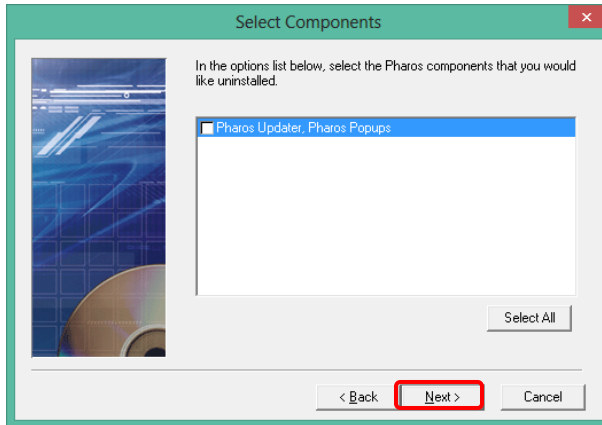 Select Components
In the options list below, select the Pharos components that you would
like uninstalled.
Pharos Updater, Pharos Popups
Select All
< Back
Next >
Cancel